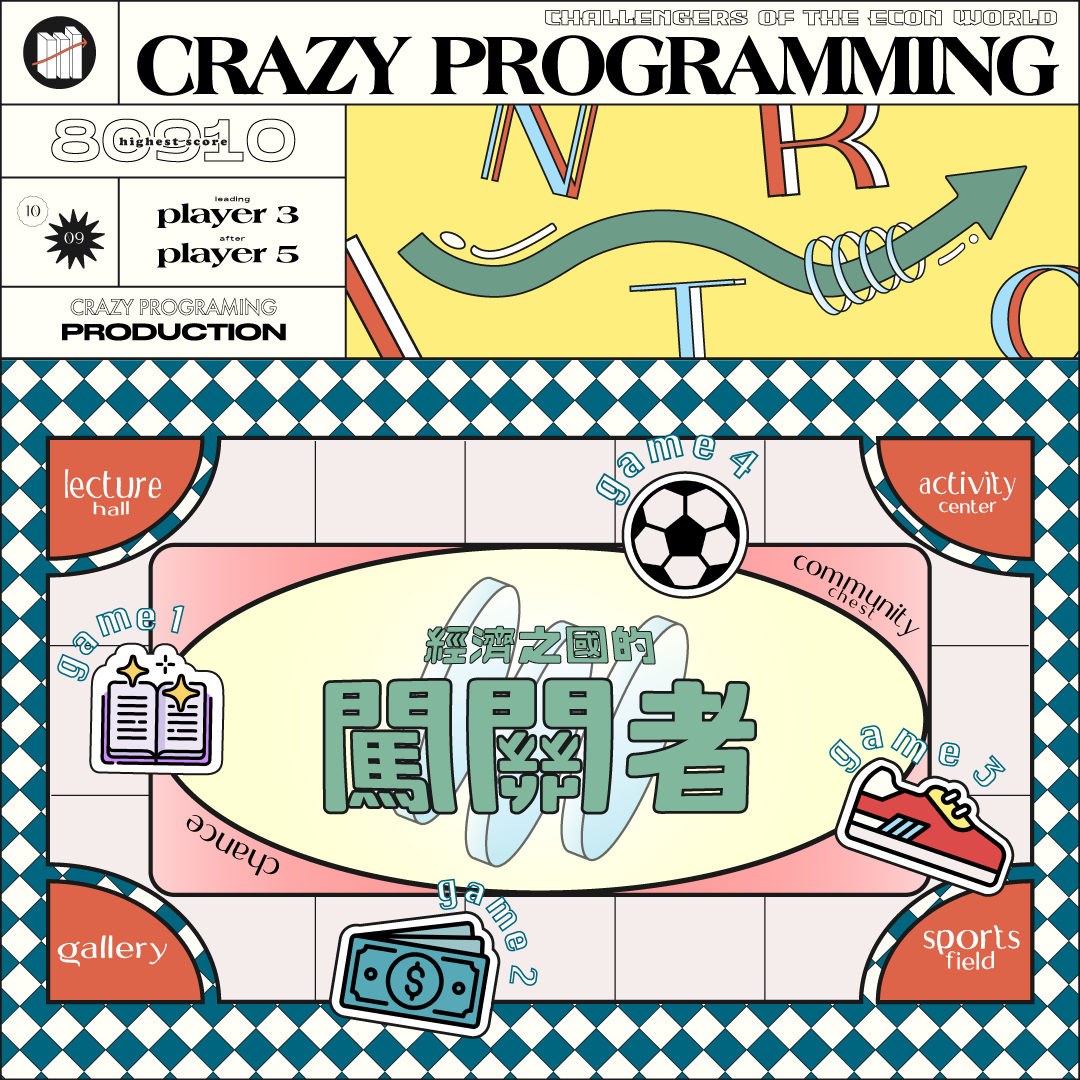 CHALLENGERS OF THE ECON WORLD
CRAZY PROGRAMMING
80910
highest score
10
09
leading
player 3
after
player 5
CRAZY PROGRAMING
PRODUCTION
N R
T O
lecture
hall
game 4
activity
center
community
chest
game 1
經濟之國的
闖關者
game 3
chance
game 2
gallery
sports
field
$